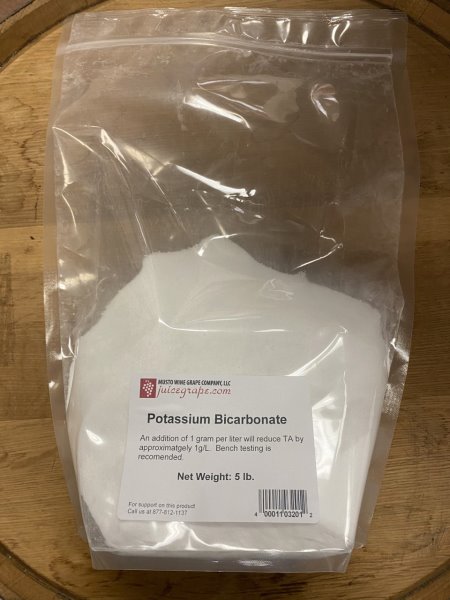 MUSTO WINE GRAPE COMPANY, LLC
juicegrape.com
Potassium Bicarbonate
An addition of 1 gram per liter will reduce TA by
approximatgely 1g/L. Bench testing is
recomended.
Net Weight: 5 lb.
For support on this product
Call us at 877-812-1137
4 00011 03201 2